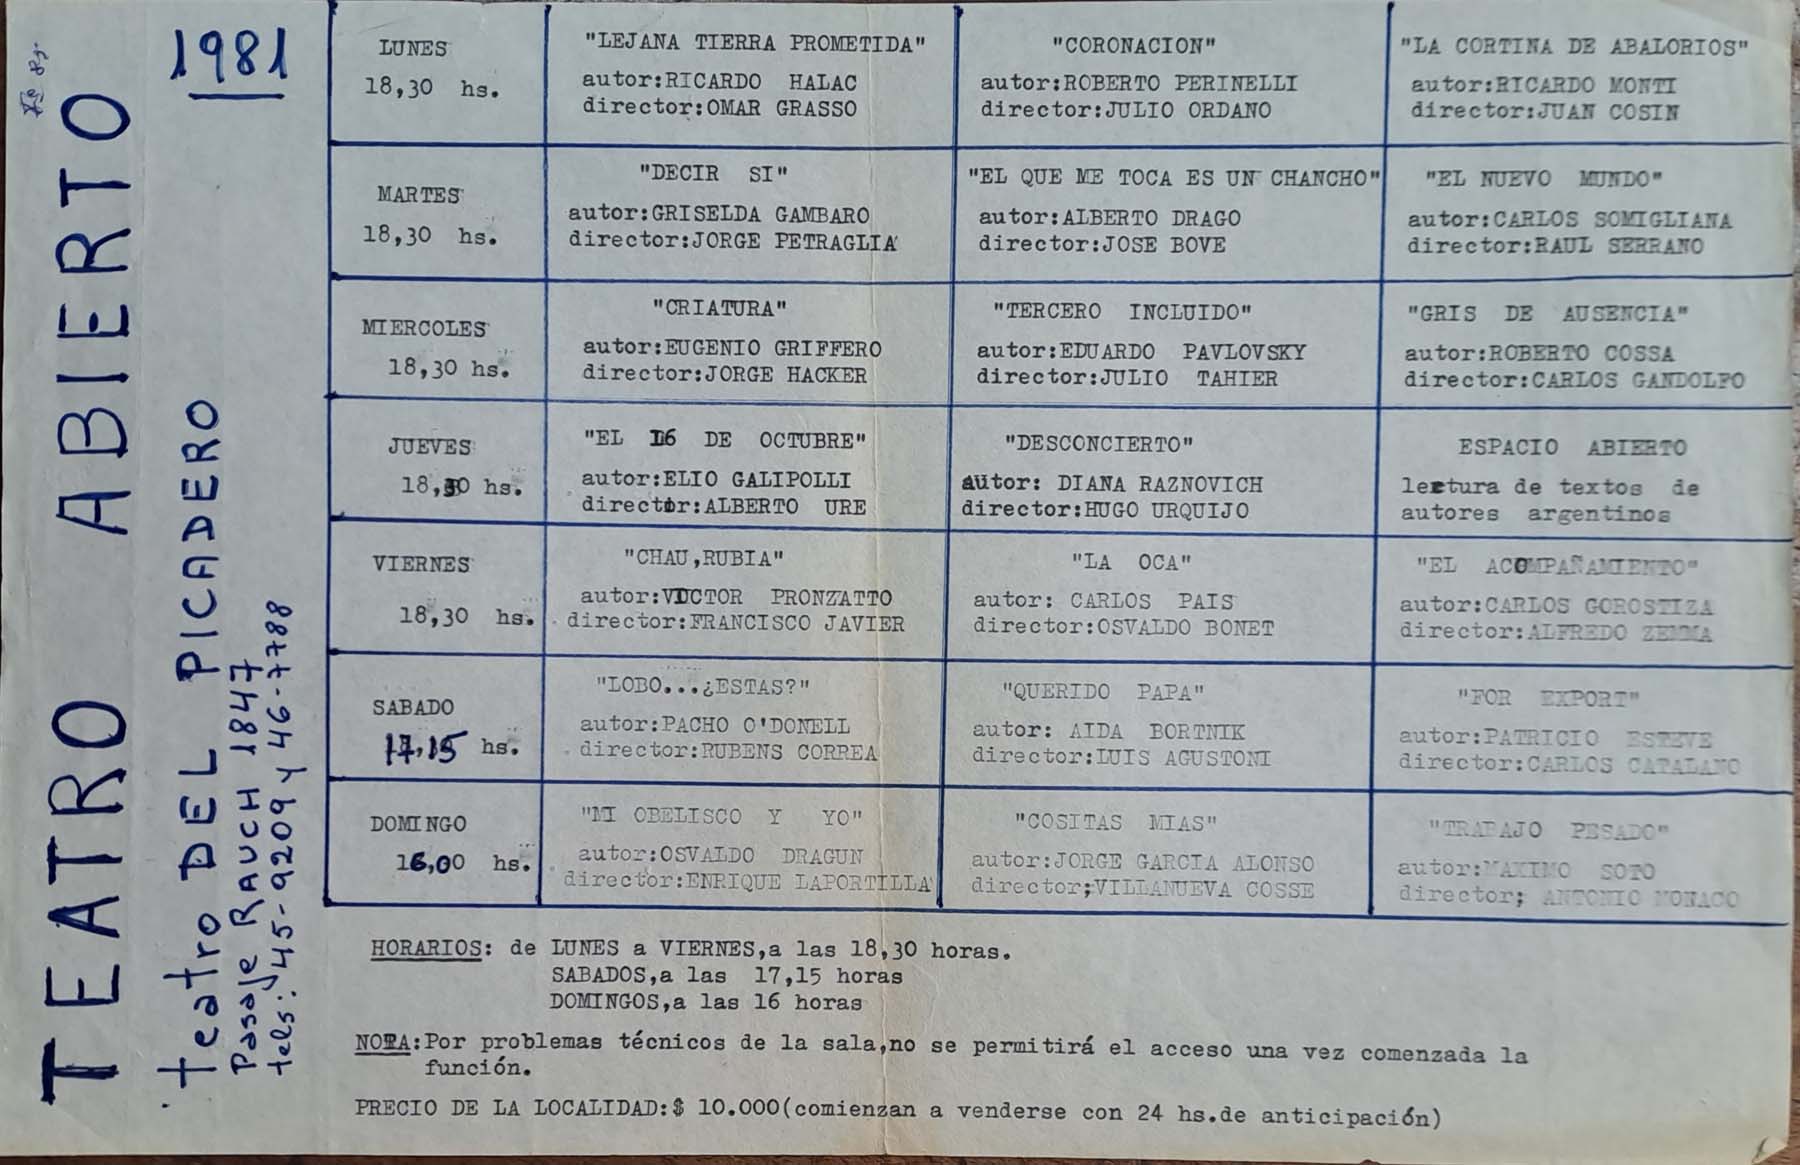 TEATRO ABIERTO
1981
Teatro DEL PICADERO
Pasaje RAUCH 1847
tels: 45-9209 y 46-7788
LUNES
18,30 hs.
"LEJANA TIERRA PROMETIDA"
autor:RICARDO HALAC
director:OMAR GRASSO
"CORONACION"
autor:ROBERTO PERINELLI
director:JULIO ORDANO
"LA CORTINA DE ABALORIOS"
autor:RICARDO MONTI
director:JUAN COSIN
MARTES
18,30 hs.
"DECIR SI"
autor:GRISELDA GAMBARO
director:JORGE PETRAGLIA
"EL QUE ME TOCA ES UN CHANCHO"
autor:ALBERTO DRAGO
director:JOSE BOVE
"EL NUEVO MUNDO"
autor:CARLOS SOMIGLIANA
director:RAUL SERRANO
MIERCOLES
18,30 hs.
"CRIATURA"
autor:EUGENIO GRIFFERO
director:JORGE HACKER
"TERCERO INCLUIDO"
autor:EDUARDO PAVLOVSKY
director:JULIO TAHIER
"GRIS DE AUSENCIA"
autor:ROBERTO COSSA
director:CARLOS GANDOLFO
JUEVES
18,30 hs.
"EL 16 DE OCTUBRE"
autor:ELIO GALIPOLLI
director:ALBERTO URE
"DESCONCIERTO"
autor: DIANA RAZNOVICH
director:HUGO URQUIJO
ESPACIO ABIERTO
lectura de textos de
autores argentinos
VIERNES
18,30 hs.
"CHAU,RUBIA"
autor:VICTOR PRONZATTO
director:FRANCISCO JAVIER
"LA OCA"
autor: CARLOS PAIS
director:OSVALDO BONET
"EL ACOMPAÑAMIENTO"
autor:CARLOS GOROSTIZA
director:ALFREDO ZEMMA
SABADO
17,15 hs.
"LOBO...¿ESTAS?"
autor:PACHO O'DONELL
director:RUBENS CORREA
"QUERIDO PAPA"
autor: AIDA BORTNIK
director:LUIS AGUSTONI
"FOR EXPORT"
autor:PATRICIO ESTEVE
director:CARLOS CATALANO
DOMINGO
16,00 hs.
"MI OBELISCO Y YO"
autor:OSVALDO DRAGUN
director:ENRIQUE LAPORTILLA
"COSITAS MIAS"
autor:JORGE GARCIA ALONSO
director;VILLANUEVA COSSE
"TRABAJO PESADO"
autor:MAXIMO SOTO
director; ANTONIO MONACO
HORARIOS: de LUNES a VIERNES,a las 18,30 horas.
SABADOS,a las 17,15 horas
DOMINGOS,a las 16 horas
NOTA:Por problemas técnicos de la sala,no se permitirá el acceso una vez comenzada la
función.
PRECIO DE LA LOCALIDAD:$ 10.000(comienzan a venderse con 24 hs.de anticipación)